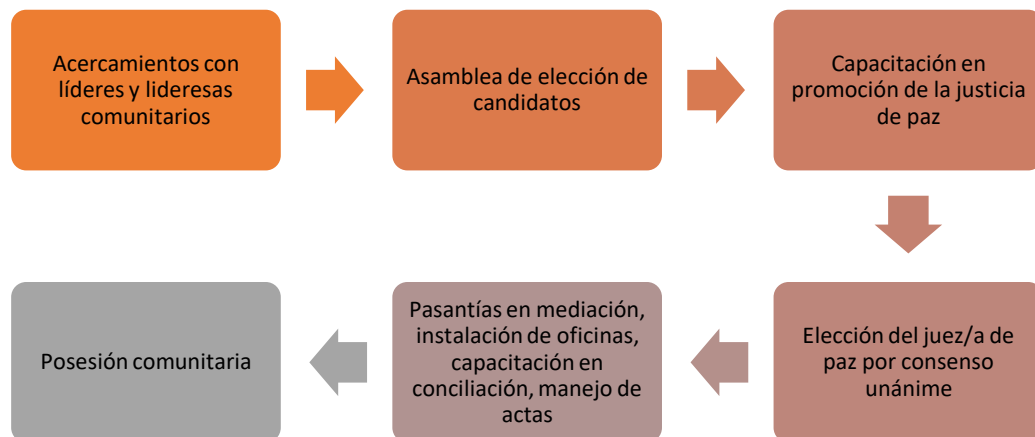 Acercamientos con
líderes y lideresas
comunitarios
Asamblea de elección de
candidatos
Capacitación en
promoción de la justicia
de paz
Elección del juez/a de
paz por consenso
unánime
Pasantías en mediación,
instalación de oficinas,
capacitación en
conciliación, manejo de
actas
Posesión comunitaria